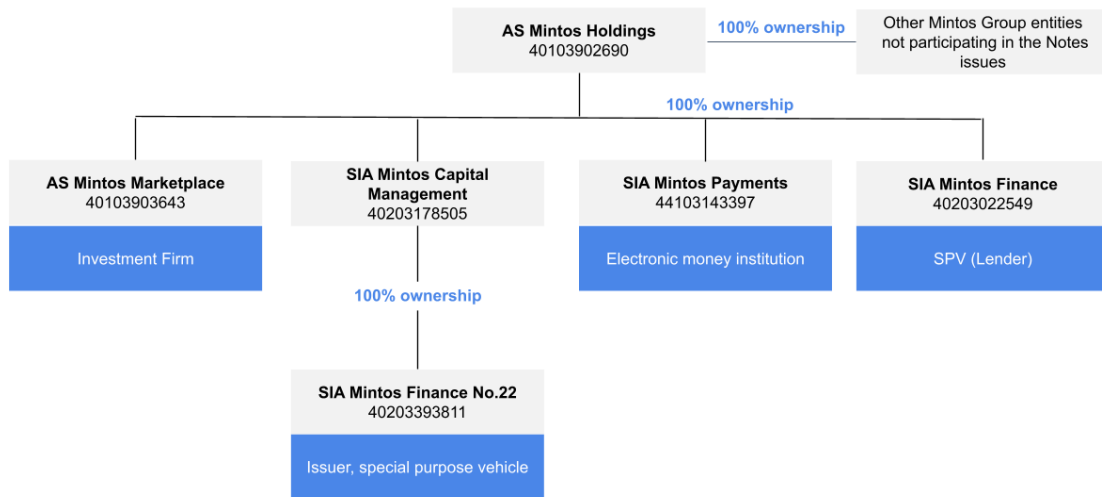 AS Mintos Holdings
40103902690
100% ownership
Other Mintos Group entities
not participating in the Notes
issues
100% ownership
AS Mintos Marketplace
40103903643
Investment Firm
SIA Mintos Capital
Management
40203178505
SIA Mintos Payments
44103143397
Electronic money institution
SIA Mintos Finance
40203022549
SPV (Lender)
100% ownership
SIA Mintos Finance No.22
40203393811
Issuer, special purpose vehicle